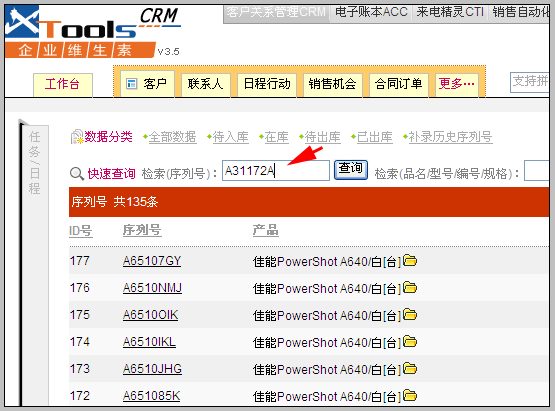 XTools CRM
企业维生素 v3.5
客户关系管理CRM 电子账本ACC 来电精灵CTI 销售自动化
工作台 客户 联系人 日程行动 销售机会 合同订单 更多… 支持拼
任务/日程
数据分类 全部数据 待入库 在库 待出库 已出库 补录历史序列号
快速查询 检索(序列号)： A31172A 查询 检索(品名/型号/编号/规格)：
序列号 共135条
ID号 序列号 产品
177 A65107GY 佳能PowerShot A640/白[台]
176 A6510NMJ 佳能PowerShot A640/白[台]
175 A6510OIK 佳能PowerShot A640/白[台]
174 A6510IKL 佳能PowerShot A640/白[台]
173 A6510JHG 佳能PowerShot A640/白[台]
172 A651085K 佳能PowerShot A640/白[台]